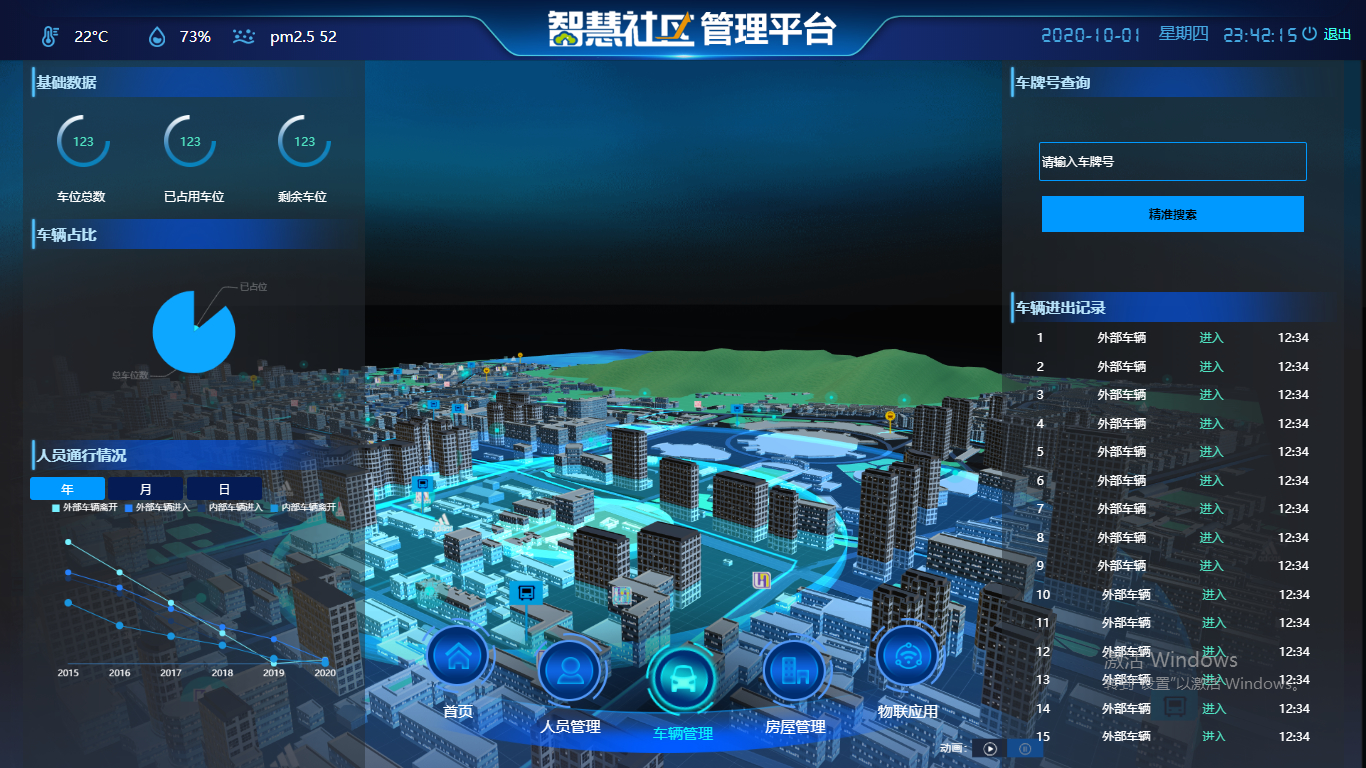 22°C 73% pm2.5 52
智慧社区管理平台
2020-10-01 星期四 23:42:15 退出
基础数据
123 123 123
车位总数 已占用车位 剩余车位
车辆占比
已占位
总车位数
人员通行情况
年 月 日
外部车辆离开 外部车辆进入 内部车辆进入 内部车辆离开
2015 2016 2017 2018 2019 2020
车牌号查询
请输入车牌号
精准搜索
车辆进出记录
1 外部车辆 进入 12:34
2 外部车辆 进入 12:34
3 外部车辆 进入 12:34
4 外部车辆 进入 12:34
5 外部车辆 进入 12:34
6 外部车辆 进入 12:34
7 外部车辆 进入 12:34
8 外部车辆 进入 12:34
9 外部车辆 进入 12:34
10 外部车辆 进入 12:34
11 外部车辆 进入 12:34
12 外部车辆 进入 12:34
13 外部车辆 进入 12:34
14 外部车辆 进入 12:34
15 外部车辆 进入 12:34
激活 Windows
转到"设置"以激活 Windows。
首页
人员管理
车辆管理
房屋管理
物联应用
动画: